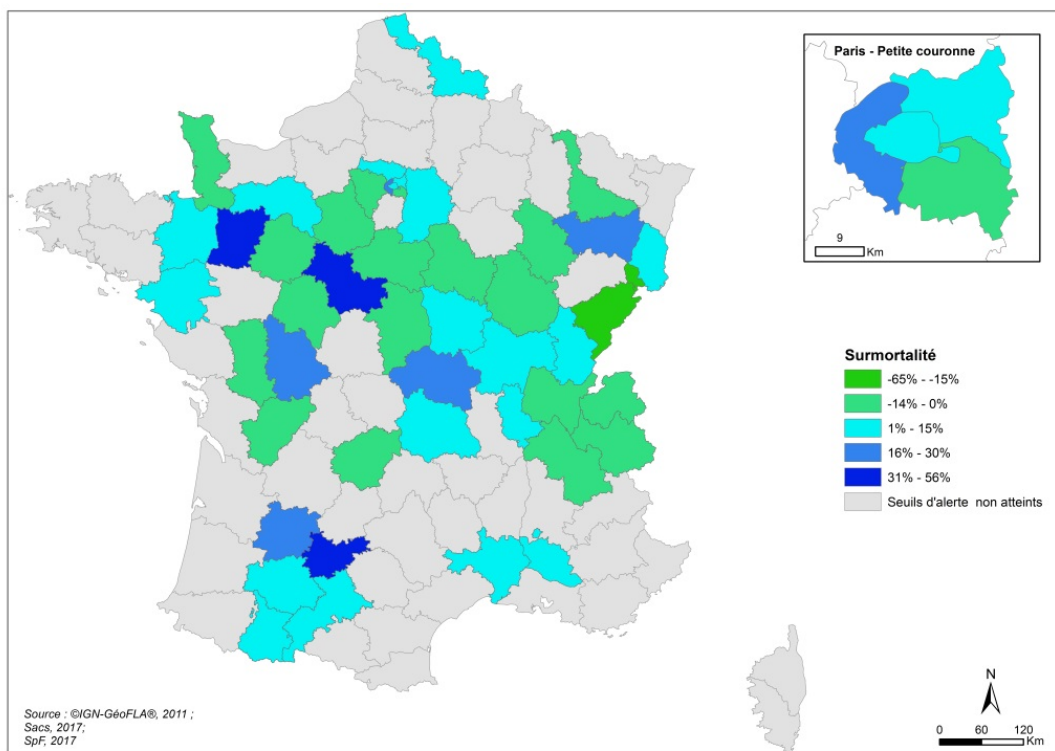 Paris - Petite couronne
9
Km
Surmortalité
-65% - -15%
-14% - 0%
1% - 15%
16% - 30%
31% - 56%
Seuils d'alerte non atteints
Source : ©IGN-GéoFLA®, 2011 ;
Sacs, 2017;
SpF, 2017
N
0 60 120
Km